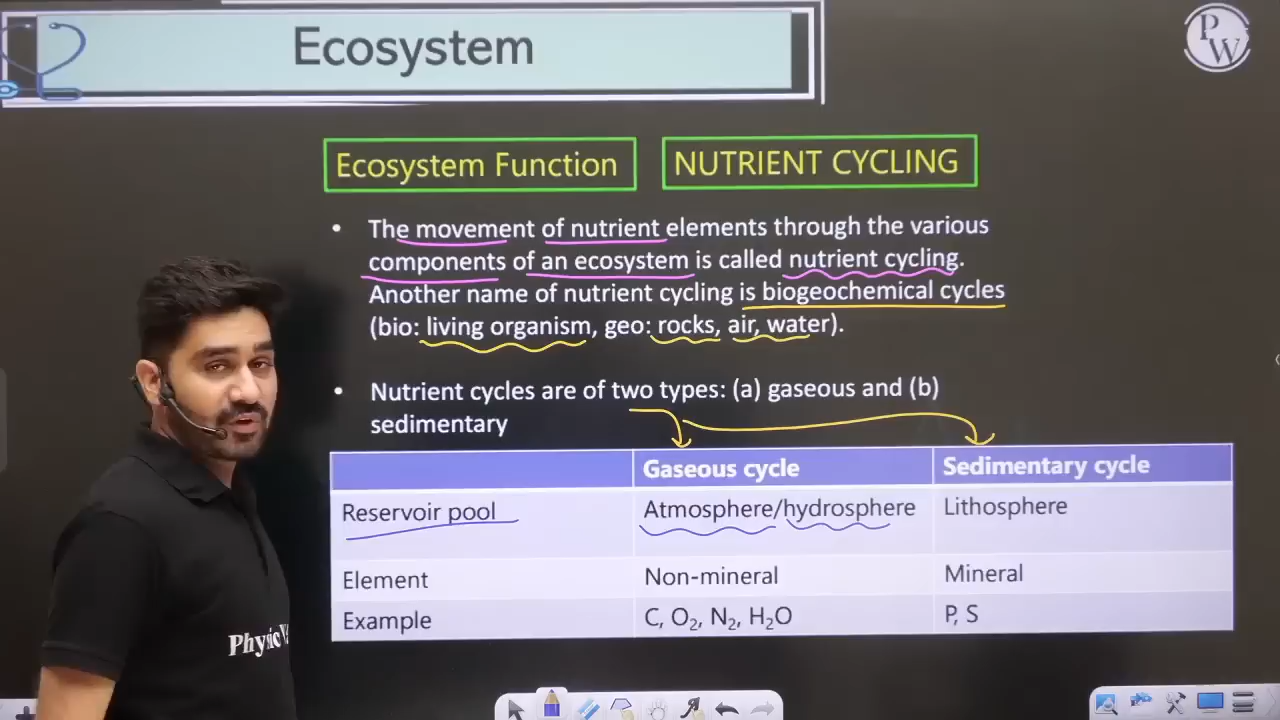 Ecosystem
P
W
Ecosystem Function
NUTRIENT CYCLING
• The movement of nutrient elements through the various
components of an ecosystem is called nutrient cycling.
Another name of nutrient cycling is biogeochemical cycles
(bio: living organism, geo: rocks, air, water).
• Nutrient cycles are of two types: (a) gaseous and (b)
sedimentary
Gaseous cycle Sedimentary cycle
Reservoir pool Atmosphere/hydrosphere Lithosphere
Element Non-mineral Mineral
Example C, O₂, N₂, H₂O P, S